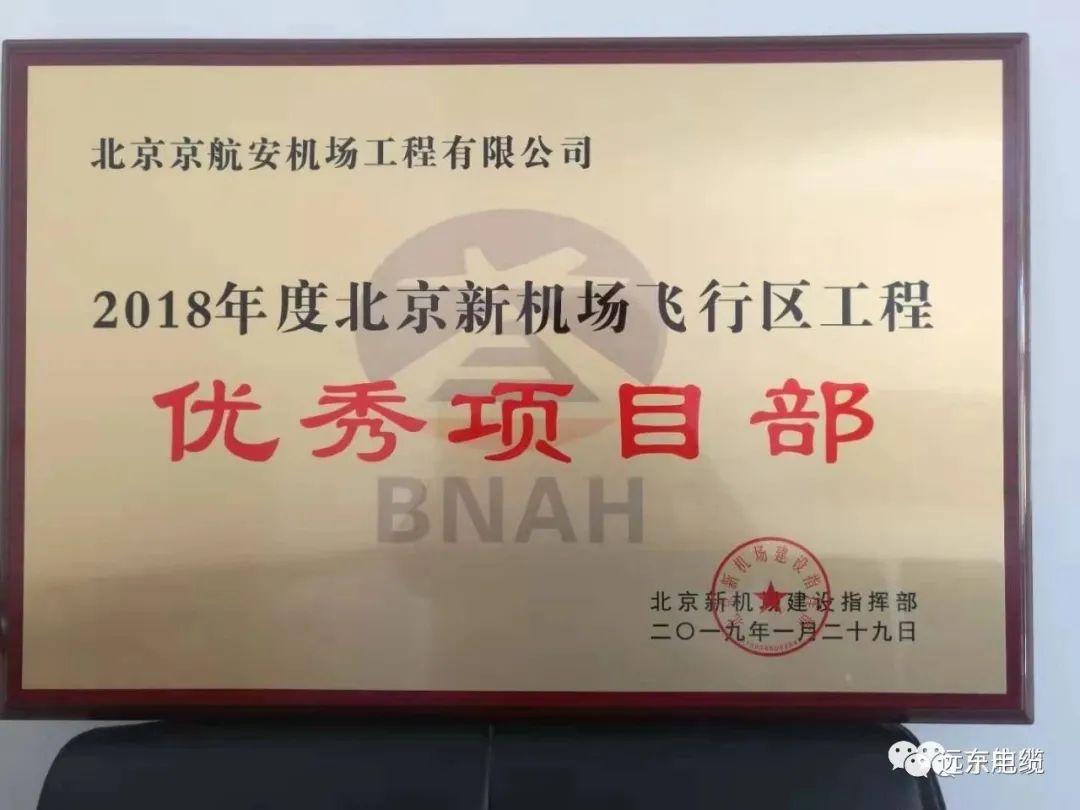 北京京航安机场工程有限公司
2018年度北京新机场飞行区工程
优秀项目部
BNAH
北京新机场建设指挥部
二〇一九年一月二十九日
远东电缆